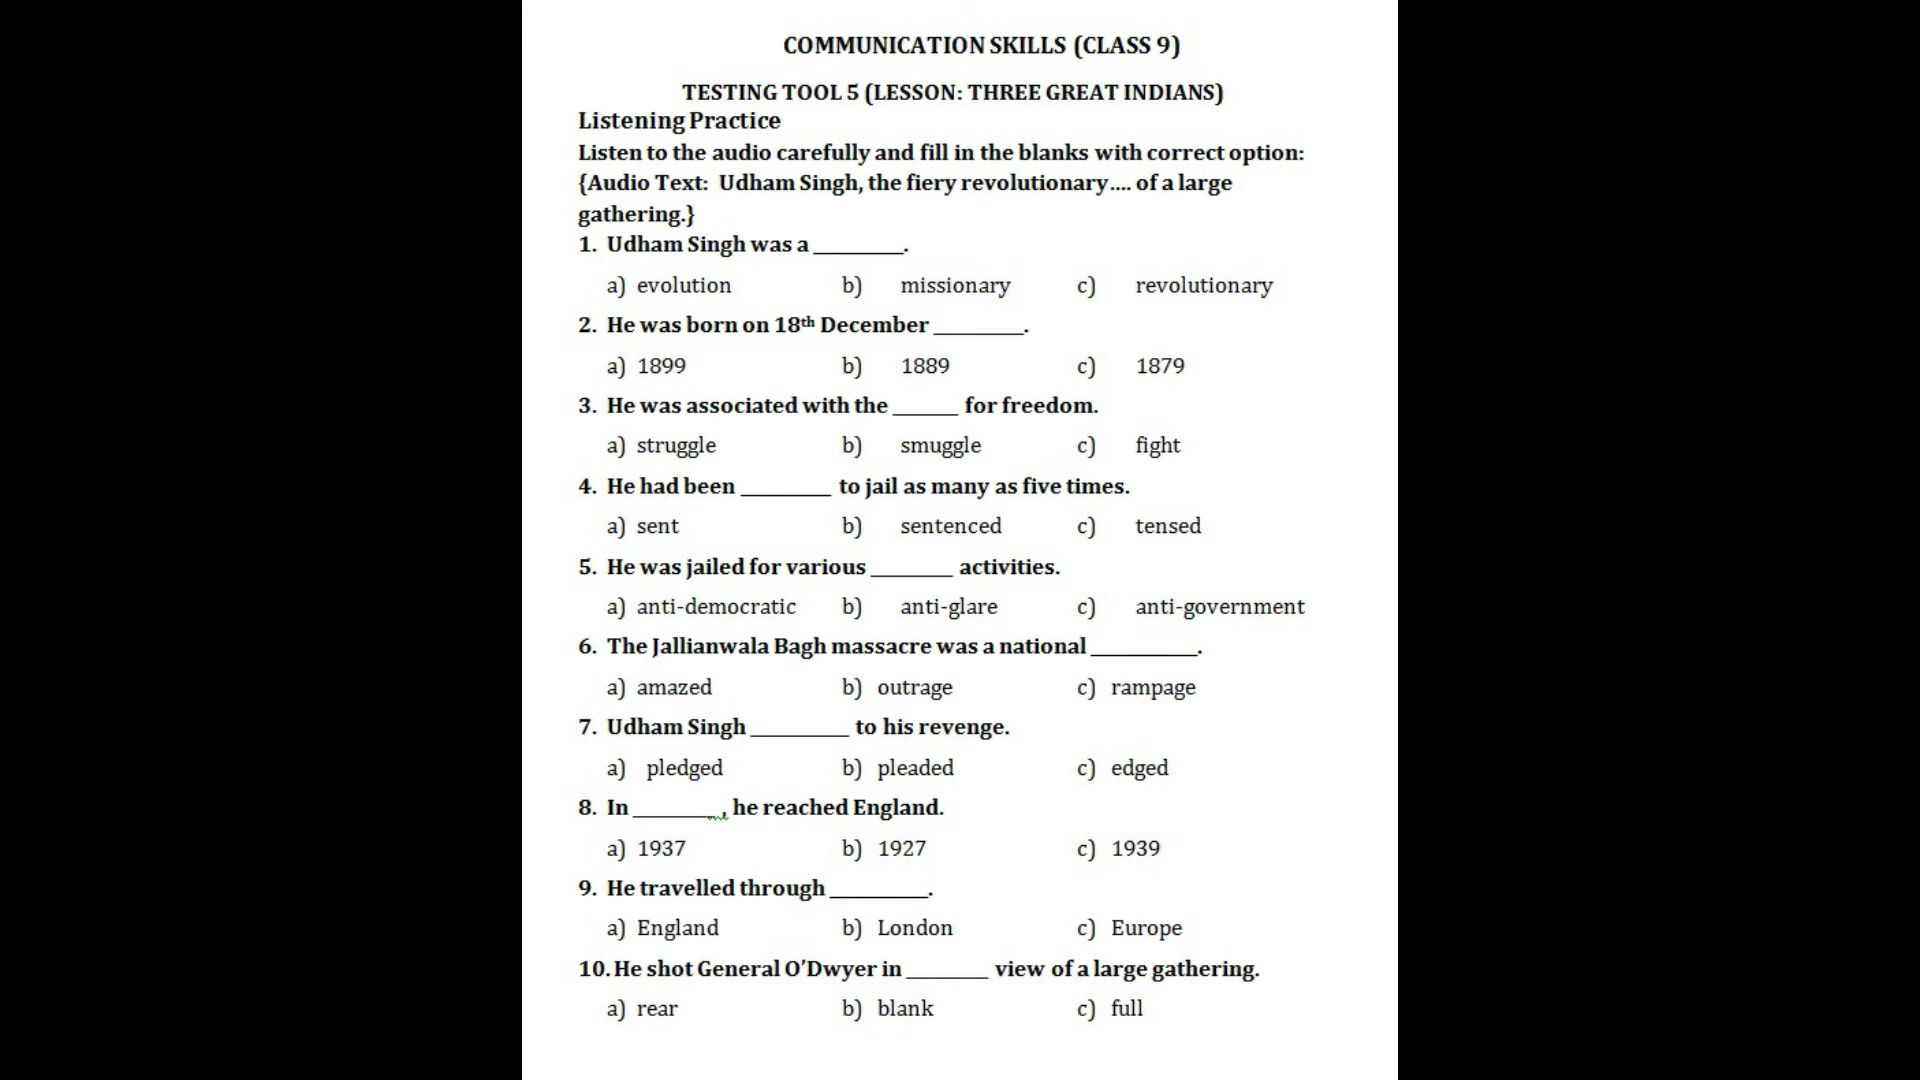 COMMUNICATION SKILLS (CLASS 9)
TESTING TOOL 5 (LESSON: THREE GREAT INDIANS)
Listening Practice
Listen to the audio carefully and fill in the blanks with correct option:
{Audio Text: Udham Singh, the fiery revolutionary.... of a large
gathering.}
1. Udham Singh was a _________.
a) evolution b) missionary c) revolutionary
2. He was born on 18th December _________.
a) 1899 b) 1889 c) 1879
3. He was associated with the ______ for freedom.
a) struggle b) smuggle c) fight
4. He had been _________ to jail as many as five times.
a) sent b) sentenced c) tensed
5. He was jailed for various ________ activities.
a) anti-democratic b) anti-glare c) anti-government
6. The Jallianwala Bagh massacre was a national __________.
a) amazed b) outrage c) rampage
7. Udham Singh _________ to his revenge.
a) pledged b) pleaded c) edged
8. In ________ , he reached England.
a) 1937 b) 1927 c) 1939
9. He travelled through _________.
a) England b) London c) Europe
10. He shot General O’Dwyer in ________ view of a large gathering.
a) rear b) blank c) full